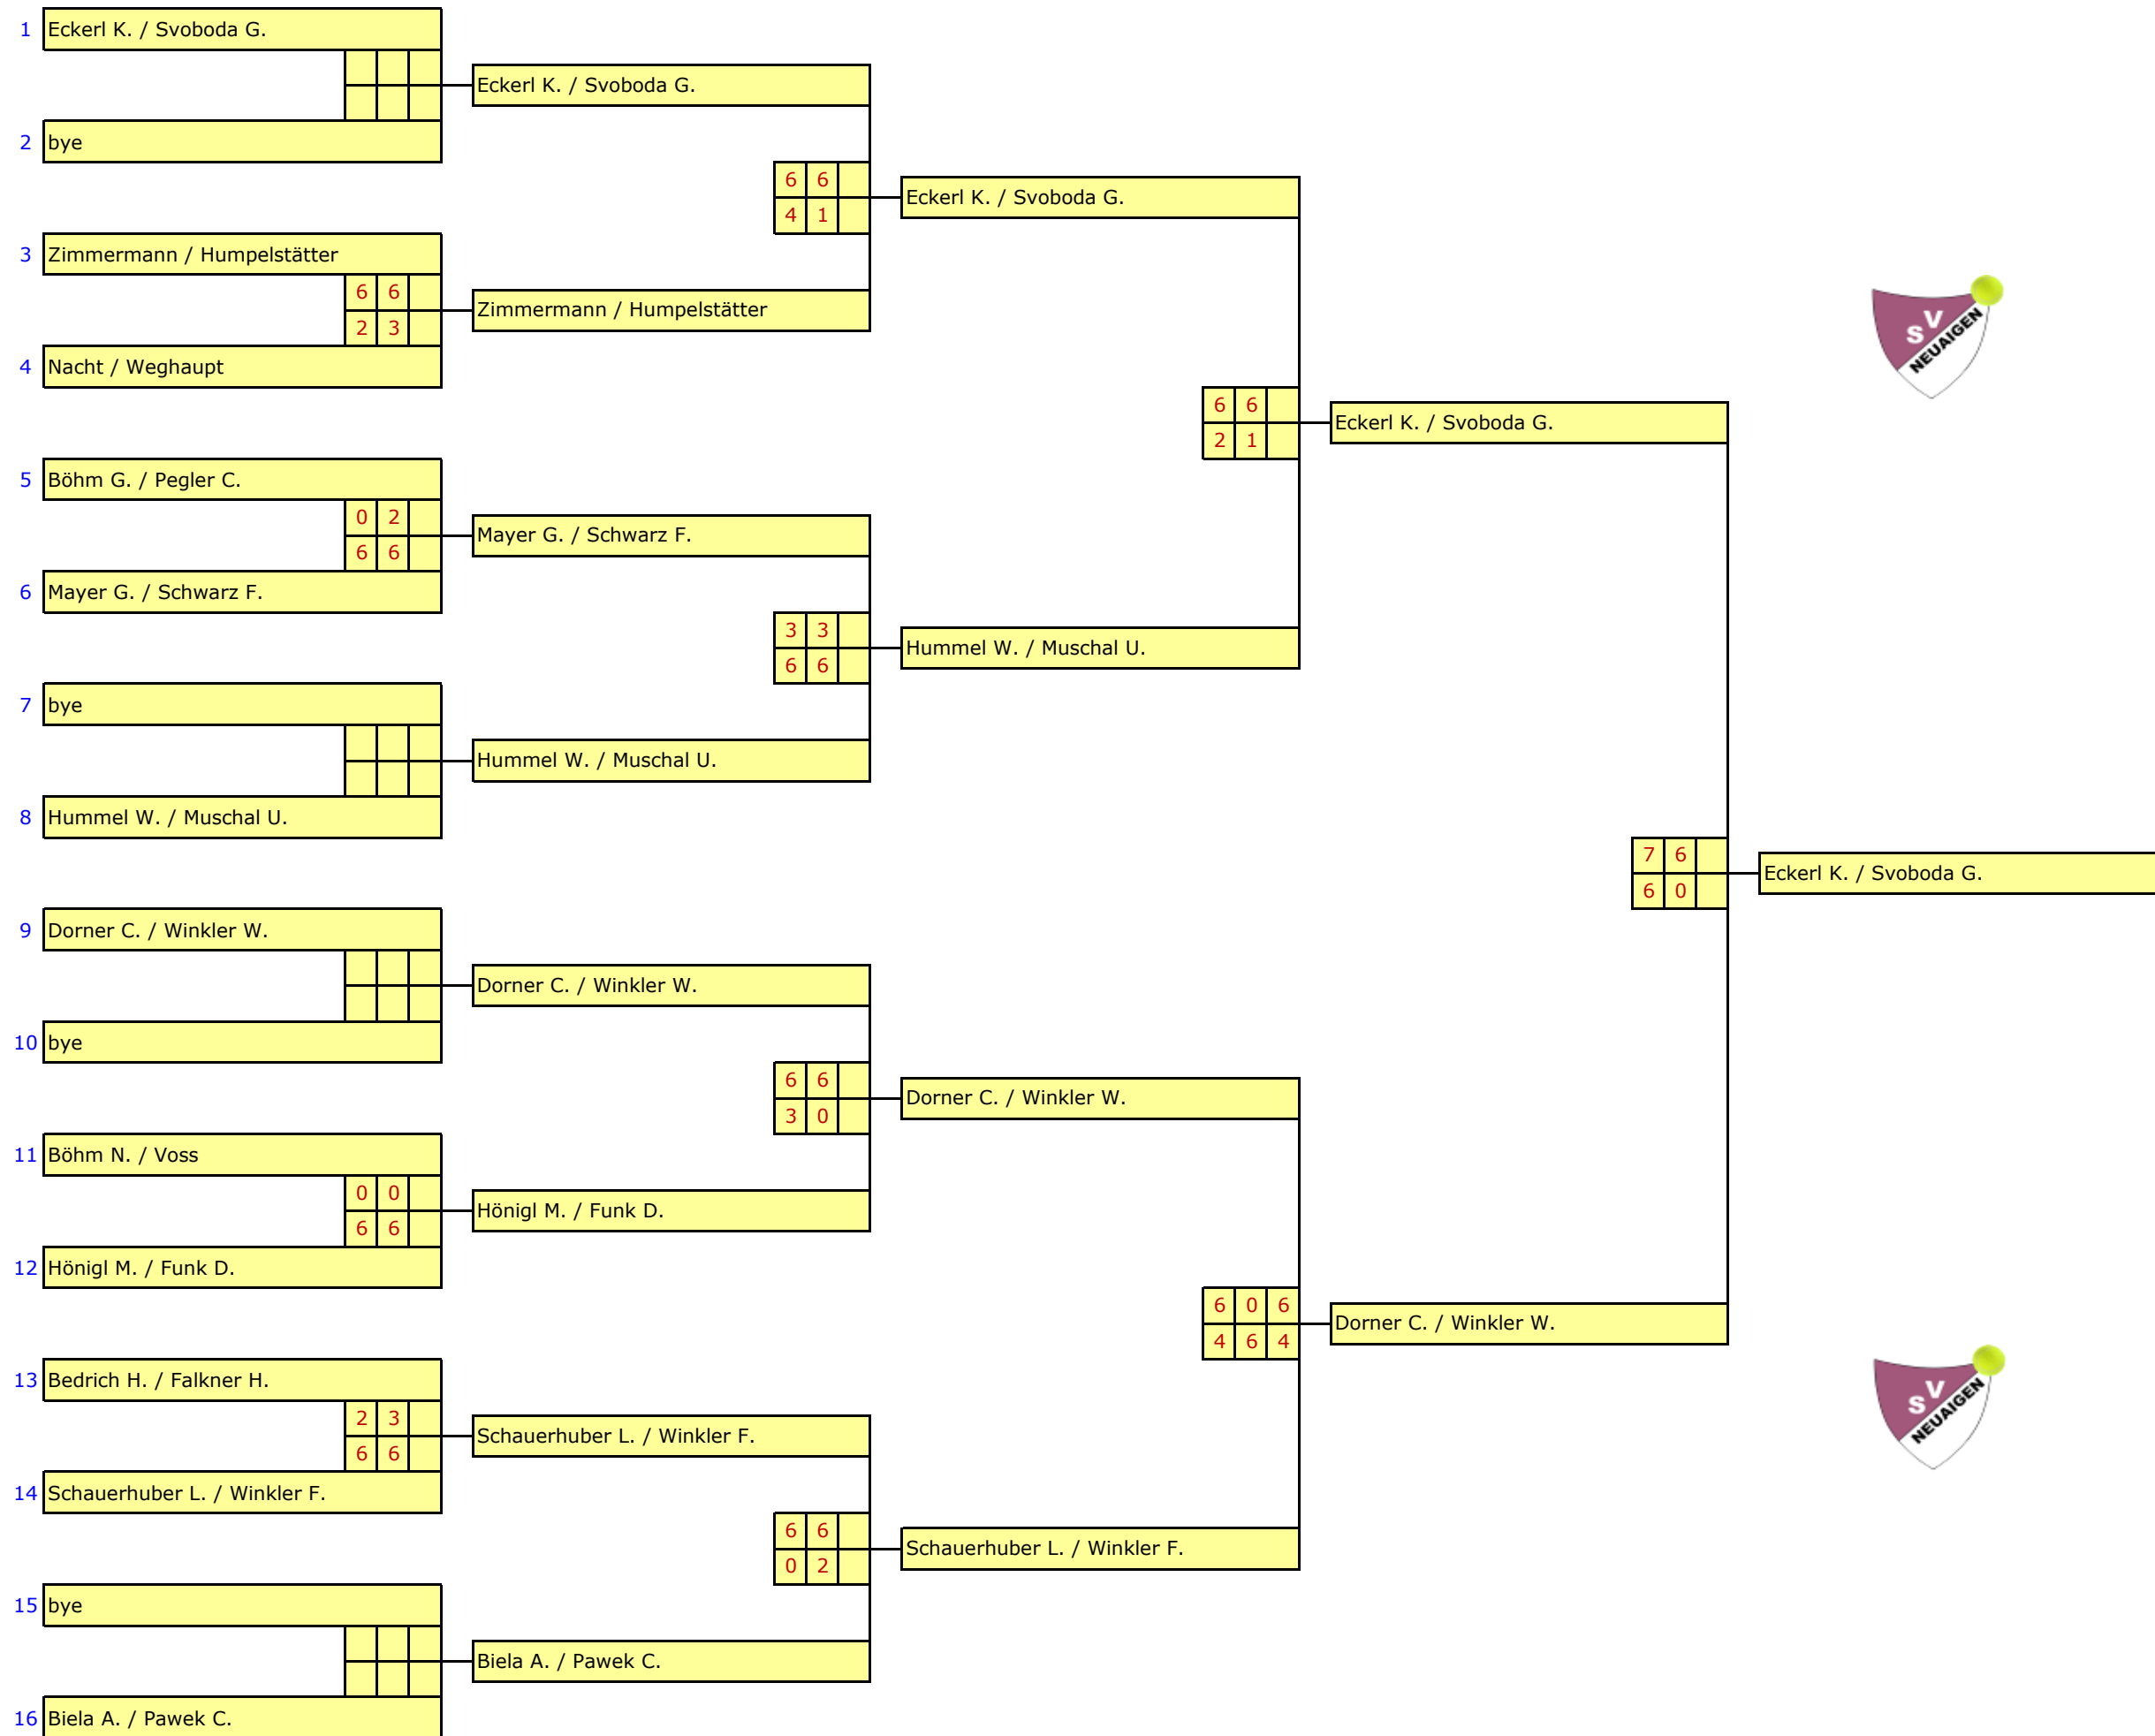 1 Eckerl K. / Svoboda G.
Eckerl K. / Svoboda G.
2 bye
6 6
4 1
Eckerl K. / Svoboda G.
3 Zimmermann / Humpelstätter
6 6
2 3
Zimmermann / Humpelstätter
4 Nacht / Weghaupt
SV
NEUAIGEN
6 6
2 1
Eckerl K. / Svoboda G.
5 Böhm G. / Pegler C.
0 2
6 6
Mayer G. / Schwarz F.
6 Mayer G. / Schwarz F.
3 3
6 6
Hummel W. / Muschal U.
7 bye
Hummel W. / Muschal U.
8 Hummel W. / Muschal U.
7 6
6 0
Eckerl K. / Svoboda G.
9 Dorner C. / Winkler W.
Dorner C. / Winkler W.
10 bye
6 6
3 0
Dorner C. / Winkler W.
11 Böhm N. / Voss
0 0
6 6
Hönigl M. / Funk D.
12 Hönigl M. / Funk D.
6 0 6
4 6 4
Dorner C. / Winkler W.
13 Bedrich H. / Falkner H.
SV
NEUAIGEN
2 3
6 6
Schauerhuber L. / Winkler F.
14 Schauerhuber L. / Winkler F.
6 6
0 2
Schauerhuber L. / Winkler F.
15 bye
Biela A. / Pawek C.
16 Biela A. / Pawek C.